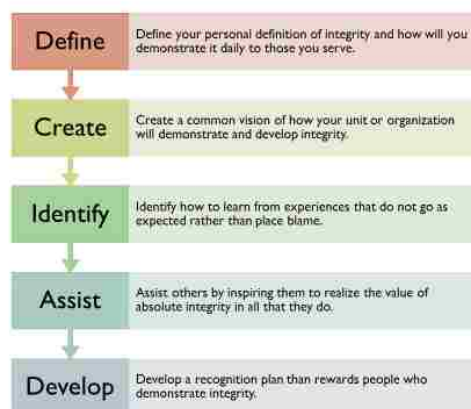 Define
Define your personal definition of integrity and how will you
demonstrate it daily to those you serve.
Create
Create a common vision of how your unit or organization
will demonstrate and develop integrity.
Identify
Identify how to learn from experiences that do not go as
expected rather than place blame.
Assist
Assist others by inspiring them to realize the value of
absolute integrity in all that they do.
Develop
Develop a recognition plan than rewards people who
demonstrate integrity.